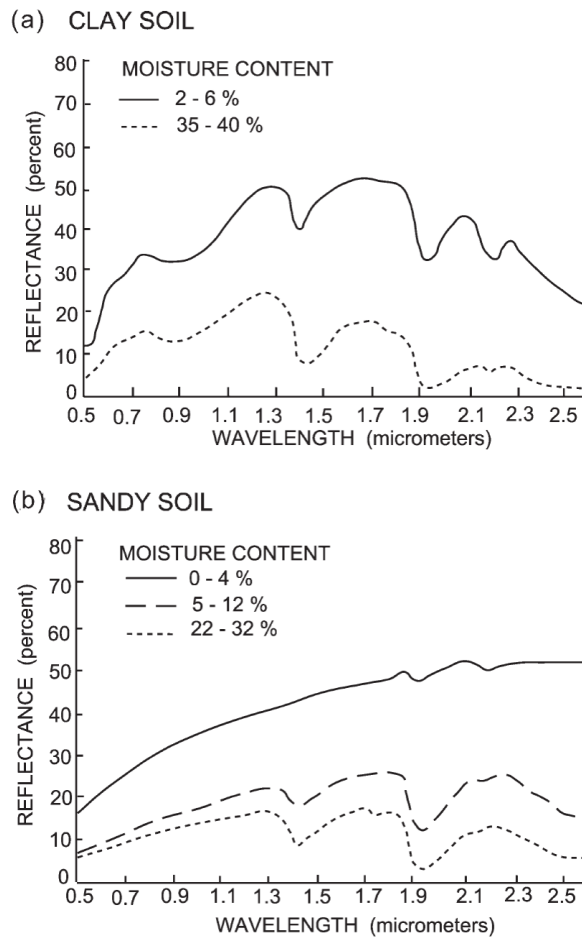 (a) CLAY SOIL
MOISTURE CONTENT
2 - 6 %
35 - 40 %
80
70
60
50
40
30
20
10
0
REFLECTANCE (percent)
0.5 0.7 0.9 1.1 1.3 1.5 1.7 1.9 2.1 2.3 2.5
WAVELENGTH (micrometers)
(b) SANDY SOIL
MOISTURE CONTENT
0 - 4 %
5 - 12 %
22 - 32 %
80
70
60
50
40
30
20
10
0
REFLECTANCE (percent)
0.5 0.7 0.9 1.1 1.3 1.5 1.7 1.9 2.1 2.3 2.5
WAVELENGTH (micrometers)